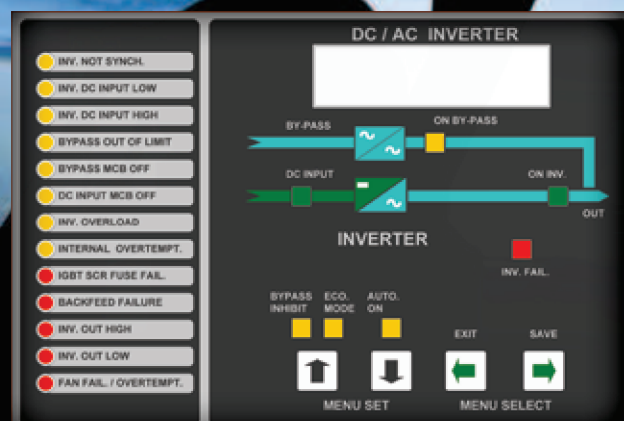 INV. NOT SYNCH.
INV. DC INPUT LOW
INV. DC INPUT HIGH
BYPASS OUT OF LIMIT
BYPASS MCB OFF
DC INPUT MCB OFF
INV. OVERLOAD
INTERNAL OVERTEMPT.
IGBT SCR FUSE FAIL.
BACKFEED FAILURE
INV. OUT HIGH
INV. OUT LOW
FAN FAIL. / OVERTEMPT.
DC / AC INVERTER
BY-PASS
ON BY-PASS
DC INPUT
ON INV.
OUT
INVERTER
INV. FAIL.
BYPASS INHIBIT
ECO. MODE
AUTO. ON
EXIT
SAVE
MENU SET
MENU SELECT